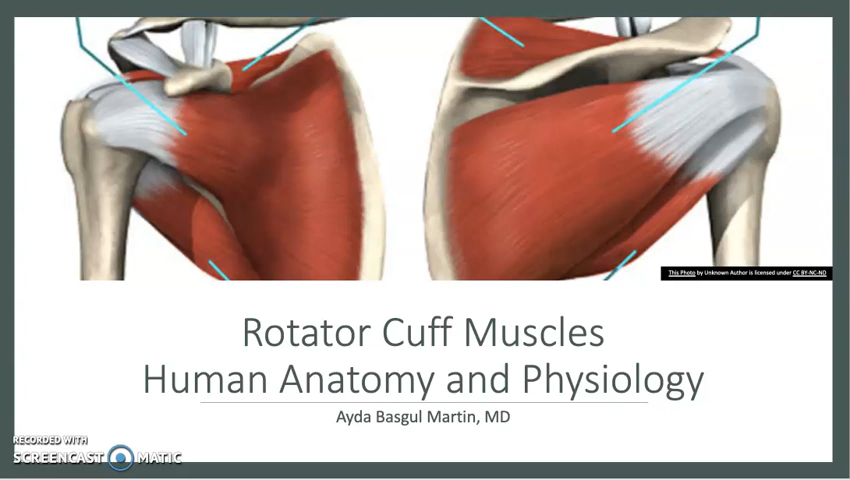 This Photo by Unknown Author is licensed under CC BY-NC-ND
Rotator Cuff Muscles
Human Anatomy and Physiology
Ayda Basgul Martin, MD
RECORDED WITH
SCREENCAST MATIC